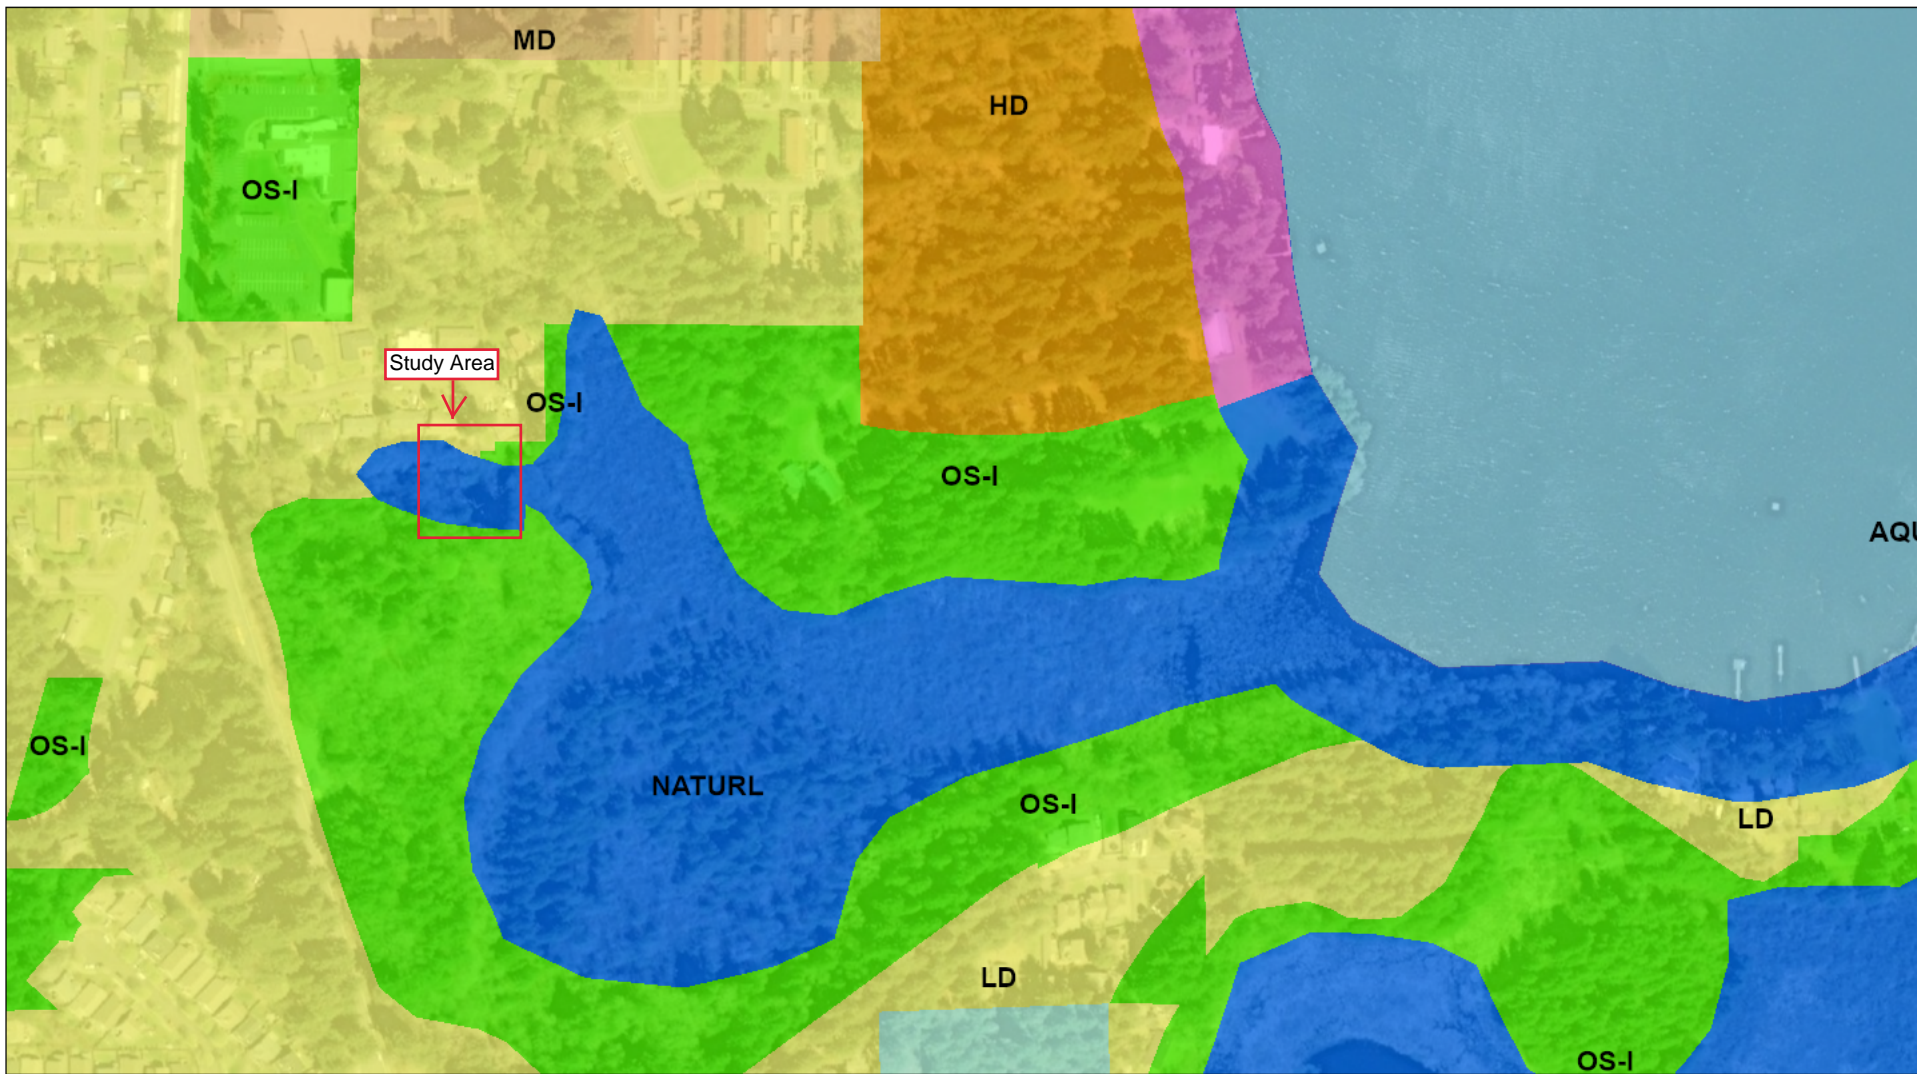 MD
HD
OS-I
Study Area
OS-I
OS-I
AQU
OS-I
NATURL
OS-I
LD
LD
OS-I